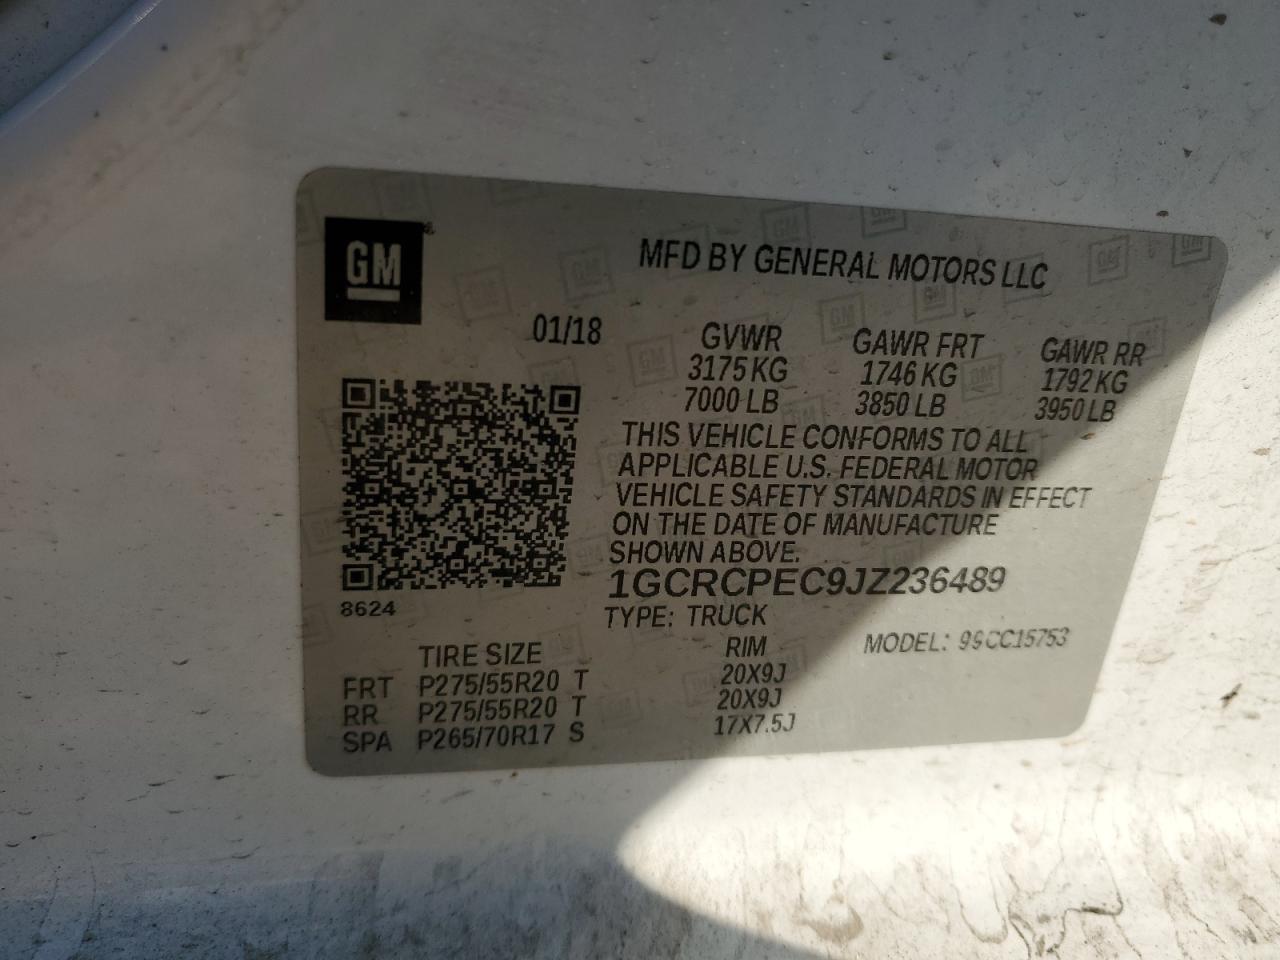 GM
MFD BY GENERAL MOTORS LLC
01/18
GVWR GAWR FRT GAWR RR
3175 KG 1746 KG 1792 KG
7000 LB 3850 LB 3950 LB
THIS VEHICLE CONFORMS TO ALL
APPLICABLE U.S. FEDERAL MOTOR
VEHICLE SAFETY STANDARDS IN EFFECT
ON THE DATE OF MANUFACTURE
SHOWN ABOVE.
1GCRCPEC9JZ236489
8624
TYPE: TRUCK
MODEL: 99CC15753
TIRE SIZE RIM
FRT P275/55R20 T 20X9J
RR P275/55R20 T 20X9J
SPA P265/70R17 S 17X7.5J